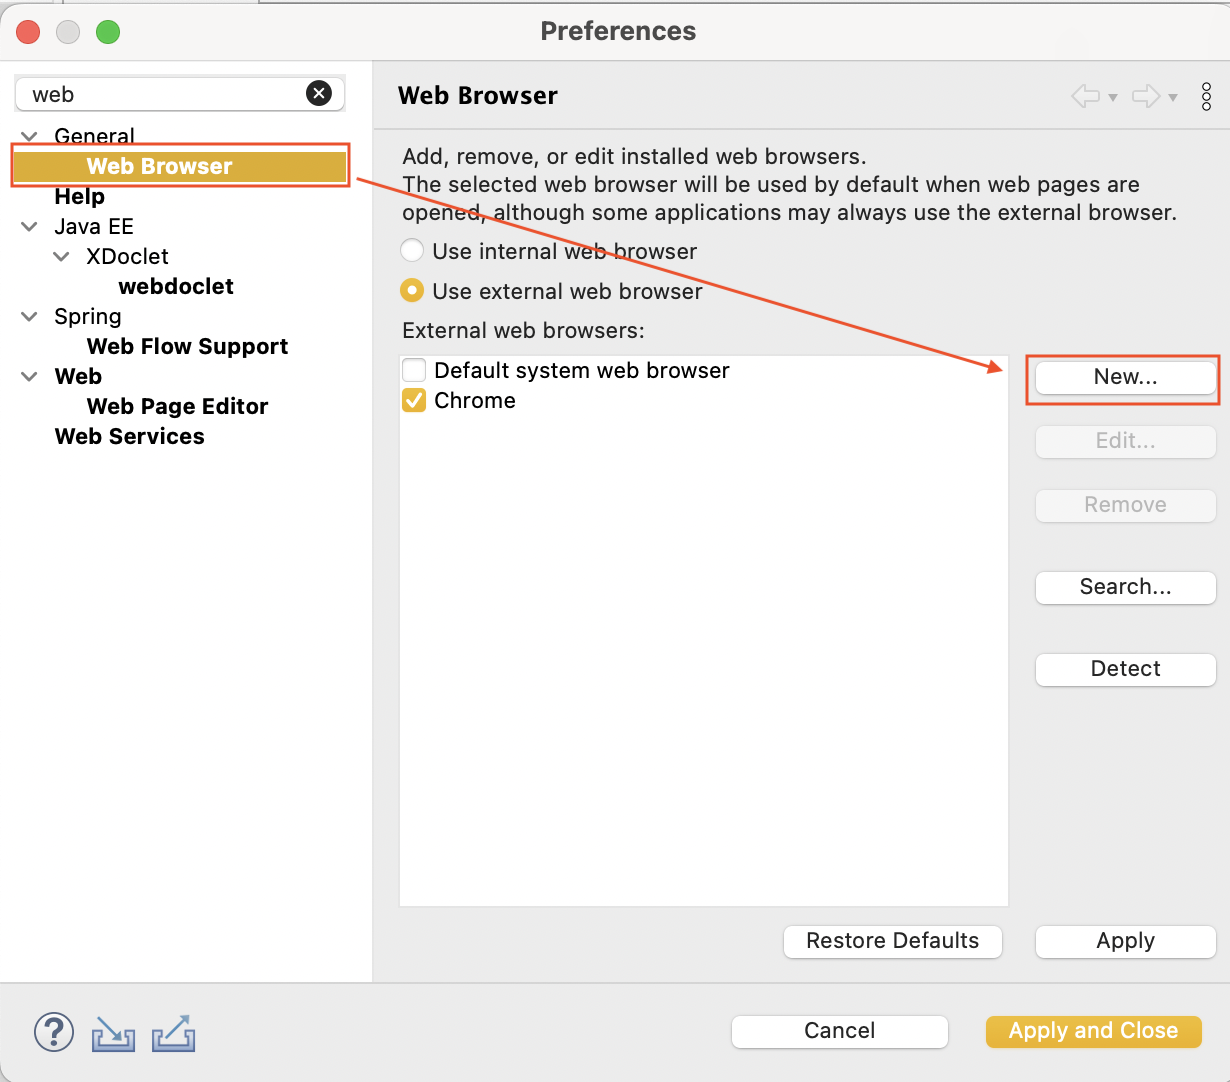 Preferences
web
General
Web Browser
Help
Java EE
XDoclet
webdoclet
Spring
Web Flow Support
Web
Web Page Editor
Web Services
Web Browser
Add, remove, or edit installed web browsers.
The selected web browser will be used by default when web pages are
opened, although some applications may always use the external browser.
Use internal web browser
Use external web browser
External web browsers:
Default system web browser
Chrome
New...
Edit...
Remove
Search...
Detect
Restore Defaults
Apply
?
Cancel
Apply and Close